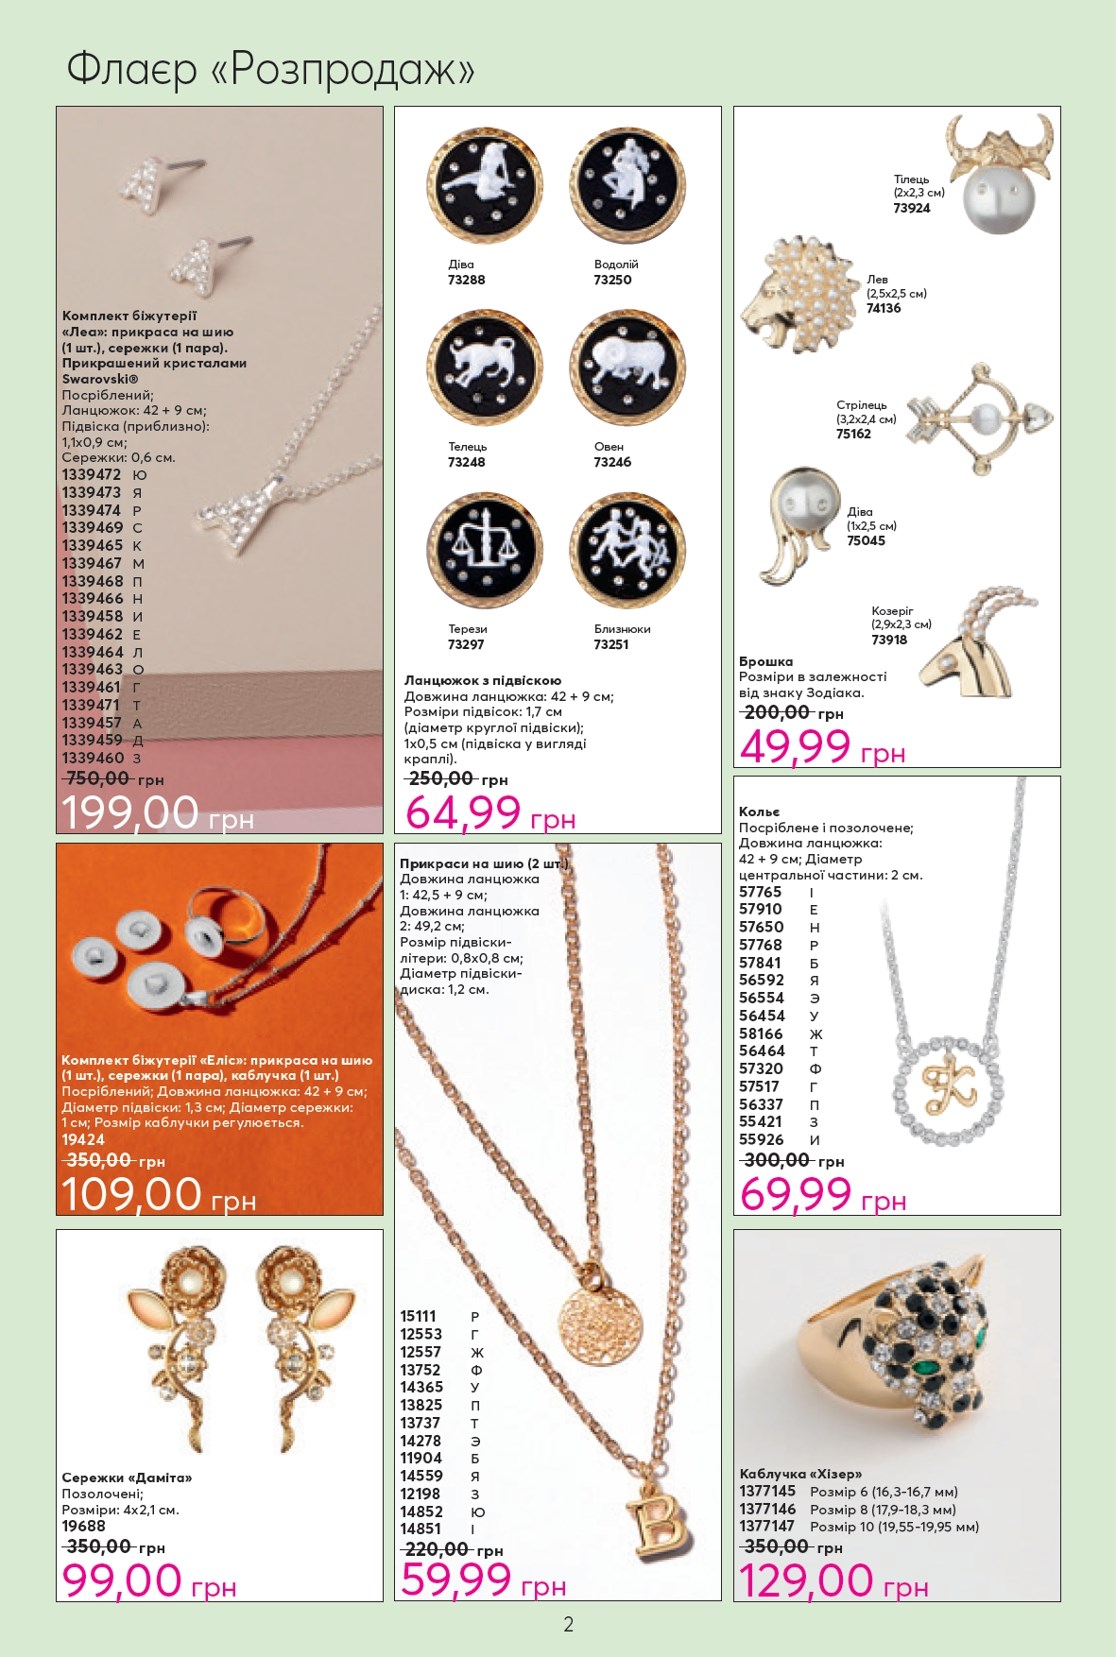 Флаєр «Розпродаж»
Комплект біжутерії
«Леа»: прикраса на шию
(1 шт.), сережки (1 пара).
Прикрашений кристалами
Swarovski®
Посріблений;
Ланцюжок: 42 + 9 см;
Підвіска (приблизно):
1,1х0,9 см;
Сережки: 0,6 см.
1339472 Ю
1339473 Я
1339474 Р
1339469 С
1339465 К
1339467 М
1339468 П
1339466 Н
1339458 И
1339462 Е
1339464 Л
1339463 О
1339461 Г
1339471 Т
1339457 А
1339459 Д
1339460 З
750,00 грн
199,00 грн
Діва
73288
Водолій
73250
Телець
73248
Овен
73246
Терези
73297
Близнюки
73251
Ланцюжок з підвіскою
Довжина ланцюжка: 42 + 9 см;
Розміри підвісок: 1,7 см
(діаметр круглої підвіски);
1х0,5 см (підвіска у вигляді
краплі).
250,00 грн
64,99 грн
Тілець
(2х2,3 см)
73924
Лев
(2,5х2,5 см)
74136
Стрілець
(3,2х2,4 см)
75162
Діва
(1х2,5 см)
75045
Козеріг
(2,9х2,3 см)
73918
Брошка
Розміри в залежності
від знаку Зодіака.
200,00 грн
49,99 грн
Комплект біжутерії «Еліс»: прикраса на шию
(1 шт.), сережки (1 пара), каблучка (1 шт.)
Посріблений; Довжина ланцюжка: 42 + 9 см;
Діаметр підвіски: 1,3 см; Діаметр сережки:
1 см; Розмір каблучки регулюється.
19424
350,00 грн
109,00 грн
Прикраси на шию (2 шт.)
Довжина ланцюжка
1: 42,5 + 9 см;
Довжина ланцюжка
2: 49,2 см;
Розмір підвіски-
літери: 0,8х0,8 см;
Діаметр підвіски-
диска: 1,2 см.
15111 Р
12553 Г
12557 Ж
13752 Ф
14365 У
13825 П
13737 Т
14278 Э
11904 Б
14559 Я
12198 З
14852 Ю
14851 І
220,00 грн
59,99 грн
B
Кольє
Посріблене і позолочене;
Довжина ланцюжка:
42 + 9 см; Діаметр
центральної частини: 2 см.
57765 І
57910 Е
57650 Н
57768 Р
57841 Б
56592 Я
56554 Э
56454 У
58166 Ж
56464 Т
57320 Ф
57517 Г
56337 П
55421 З
55926 И
300,00 грн
69,99 грн
Сережки «Даміта»
Позолочені;
Розміри: 4х2,1 см.
19688
350,00 грн
99,00 грн
Каблучка «Хізер»
1377145 Розмір 6 (16,3-16,7 мм)
1377146 Розмір 8 (17,9-18,3 мм)
1377147 Розмір 10 (19,55-19,95 мм)
350,00 грн
129,00 грн
2